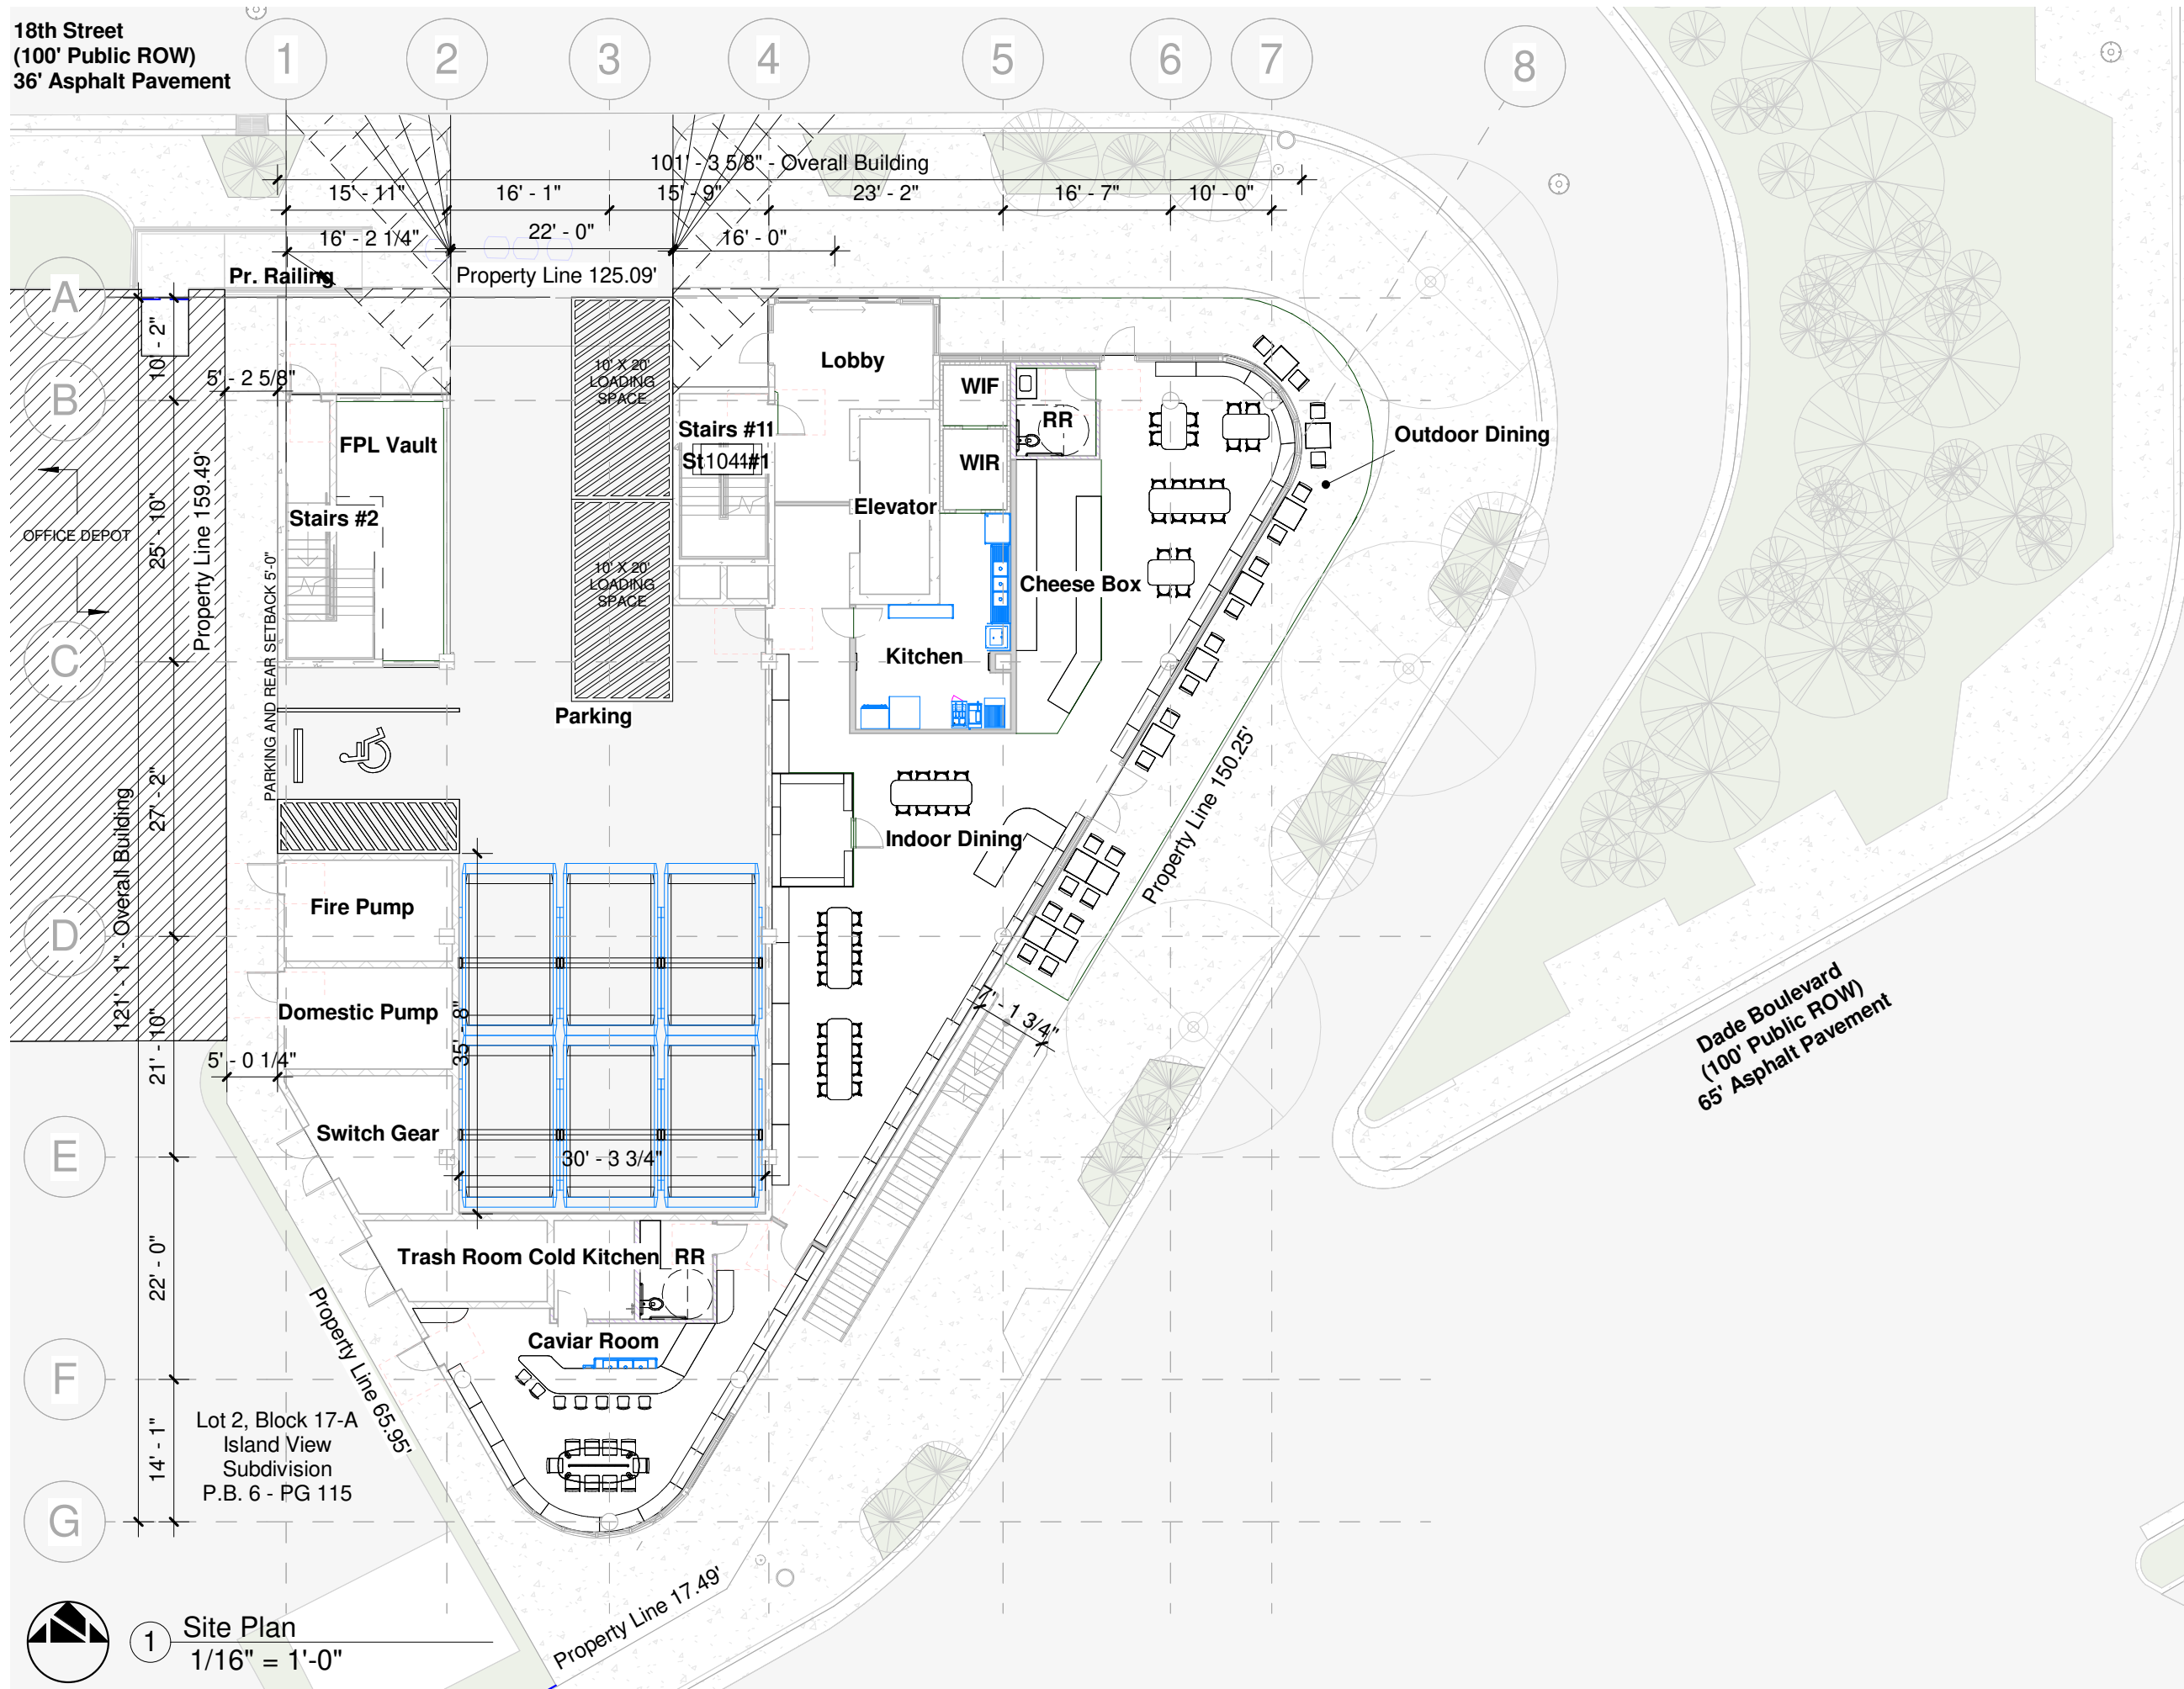 18th Street
(100' Public ROW)
36' Asphalt Pavement
1
2
3
4
5
6
7
8
101' - 3 5/8" - Overall Building
15' - 11"
16' - 1"
15' - 9"
23' - 2"
16' - 7"
10' - 0"
16' - 2 1/4"
22' - 0"
16' - 0"
Pr. Railing
Property Line 125.09'
A
B
C
D
E
F
G
10' - 2"
25' - 10"
27' - 2"
21' - 10"
22' - 0"
14' - 1"
121' - 1" - Overall Building
5' - 2 5/8"
Property Line 159.49'
PARKING AND REAR SETBACK 5'-0"
OFFICE DEPOT
FPL Vault
Stairs #2
10' X 20'
LOADING
SPACE
10' X 20'
LOADING
SPACE
Parking
Lobby
Stairs #11
WIF
WIR
RR
Elevator
Kitchen
Cheese Box
Outdoor Dining
Indoor Dining
Property Line 150.25'
Fire Pump
Domestic Pump
Switch Gear
35' - 8"
30' - 3 3/4"
5' - 0 1/4"
7' - 1 3/4"
Trash Room
Cold Kitchen
RR
Caviar Room
Property Line 65.95'
Lot 2, Block 17-A
Island View
Subdivision
P.B. 6 - PG 115
Property Line 17.49'
Dade Boulevard
(100' Public ROW)
65' Asphalt Pavement
1
Site Plan
1/16" = 1'-0"